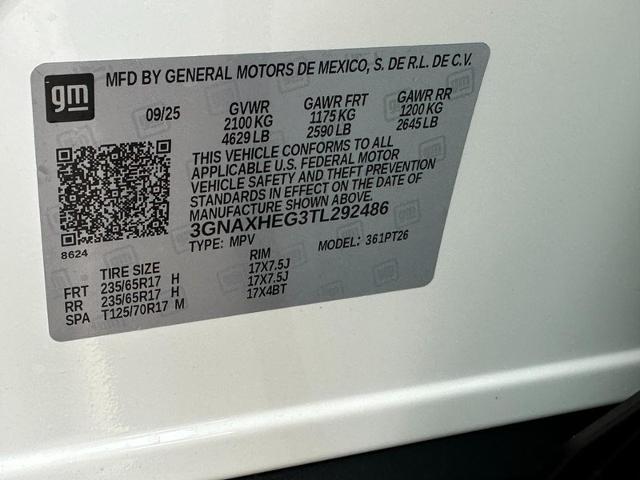 gm
MFD BY GENERAL MOTORS DE MEXICO, S. DE R.L. DE C.V.
09/25 GVWR GAWR FRT GAWR RR
2100 KG 1175 KG 1200 KG
4629 LB 2590 LB 2645 LB
THIS VEHICLE CONFORMS TO ALL
APPLICABLE U.S. FEDERAL MOTOR
VEHICLE SAFETY AND THEFT PREVENTION
STANDARDS IN EFFECT ON THE DATE OF
MANUFACTURE SHOWN ABOVE.
3GNAXHEG3TL292486
8624 TYPE: MPV MODEL: 361PT26
TIRE SIZE RIM
FRT 235/65R17 H 17X7.5J
RR 235/65R17 H 17X7.5J
SPA T125/70R17 M 17X4BT